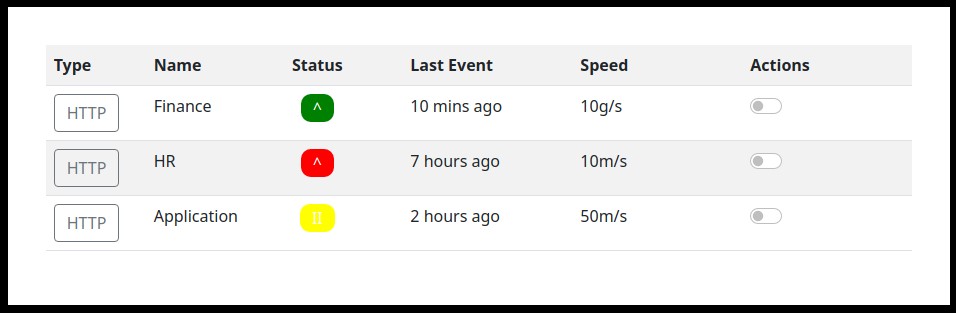 Type Name Status Last Event Speed Actions
HTTP Finance ^ 10 mins ago 10g/s
HTTP HR ^ 7 hours ago 10m/s
HTTP Application II 2 hours ago 50m/s